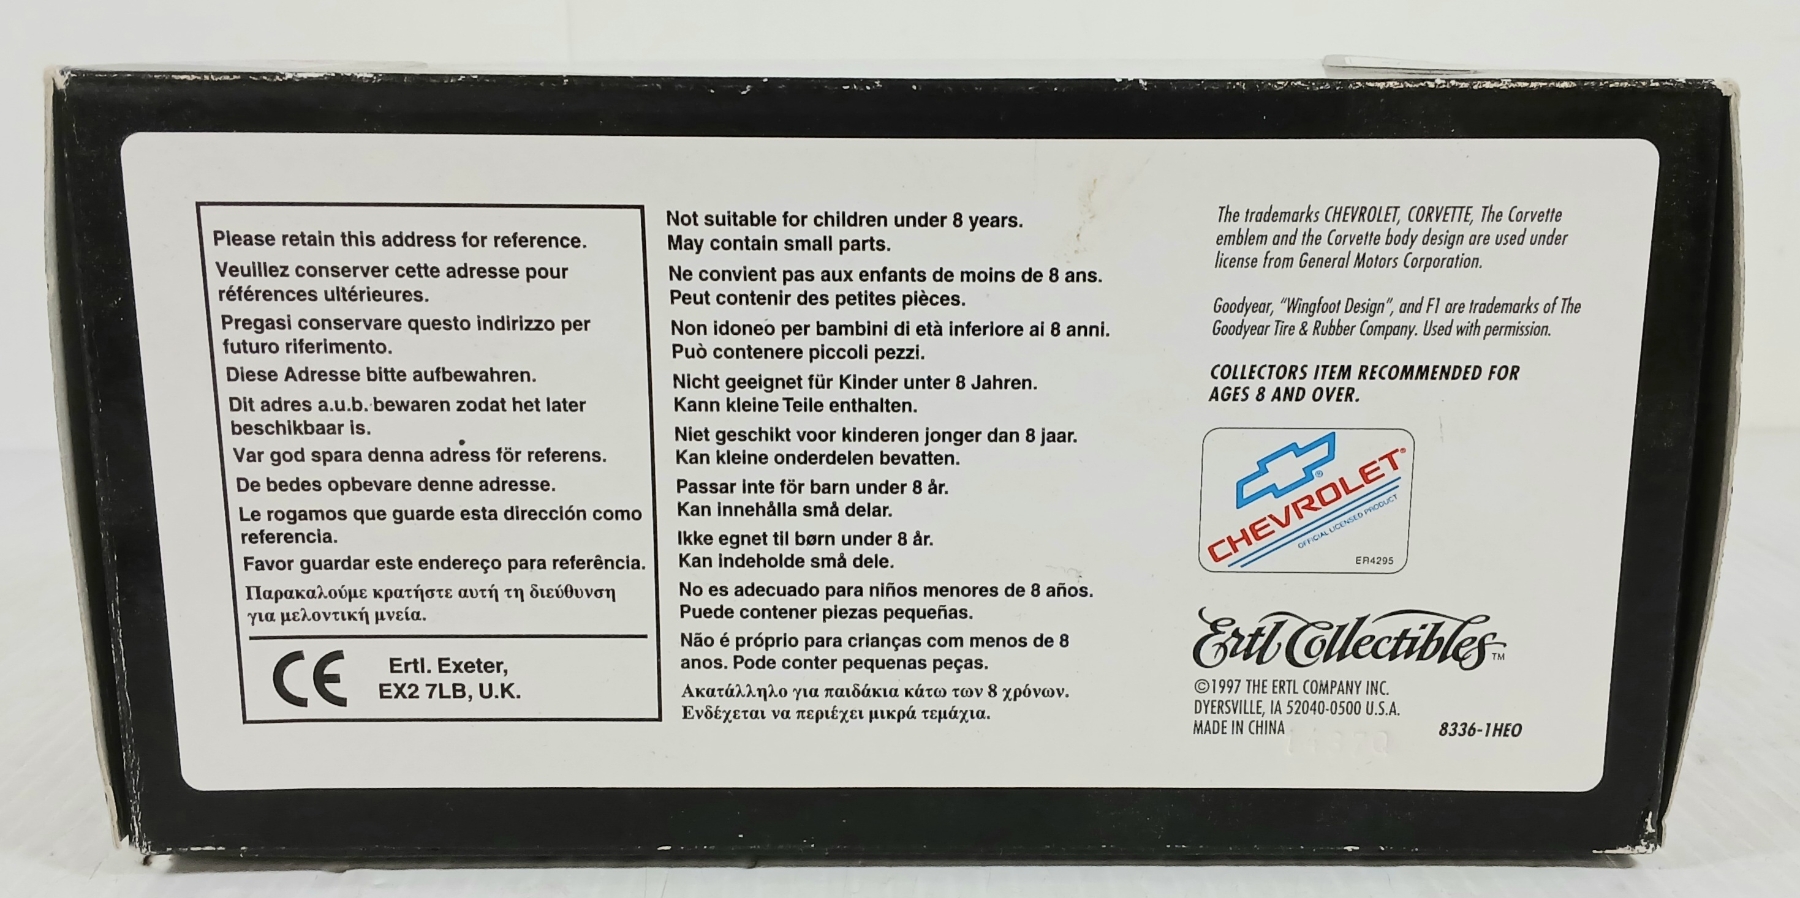 Please retain this address for reference.
Veuillez conserver cette adresse pour
références ultérieures.
Pregasi conservare questo indirizzo per
futuro riferimento.
Diese Adresse bitte aufbewahren.
Dit adres a.u.b. bewaren zodat het later
beschikbaar is.
Var god spara denna adress för referens.
De bedes opbevare denne adresse.
Le rogamos que guarde esta dirección como
referencia.
Favor guardar este endereço para referência.
Παρακαλούμε κρατήστε αυτή τη διεύθυνση
για μελοντική μνεία.
CE
Ertl. Exeter,
EX2 7LB, U.K.
Not suitable for children under 8 years.
May contain small parts.
Ne convient pas aux enfants de moins de 8 ans.
Peut contenir des petites pièces.
Non idoneo per bambini di età inferiore ai 8 anni.
Può contenere piccoli pezzi.
Nicht geeignet für Kinder unter 8 Jahren.
Kann kleine Teile enthalten.
Niet geschikt voor kinderen jonger dan 8 jaar.
Kan kleine onderdelen bevatten.
Passar inte för barn under 8 år.
Kan innehålla små delar.
Ikke egnet til børn under 8 år.
Kan indeholde små dele.
No es adecuado para niños menores de 8 años.
Puede contener piezas pequeñas.
Não é próprio para crianças com menos de 8
anos. Pode conter pequenas peças.
Ακατάλληλο για παιδάκια κάτω των 8 χρόνων.
Ενδέχεται να περιέχει μικρά τεμάχια.
The trademarks CHEVROLET, CORVETTE, The Corvette
emblem and the Corvette body design are used under
license from General Motors Corporation.
Goodyear, "Wingfoot Design", and F1 are trademarks of The
Goodyear Tire & Rubber Company. Used with permission.
COLLECTORS ITEM RECOMMENDED FOR
AGES 8 AND OVER.
®
CHEVROLET®
OFFICIAL LICENSED PRODUCT
ER4295
Ertl Collectibles™
©1997 THE ERTL COMPANY INC.
DYERSVILLE, IA 52040-0500 U.S.A.
MADE IN CHINA
8336-1HEO